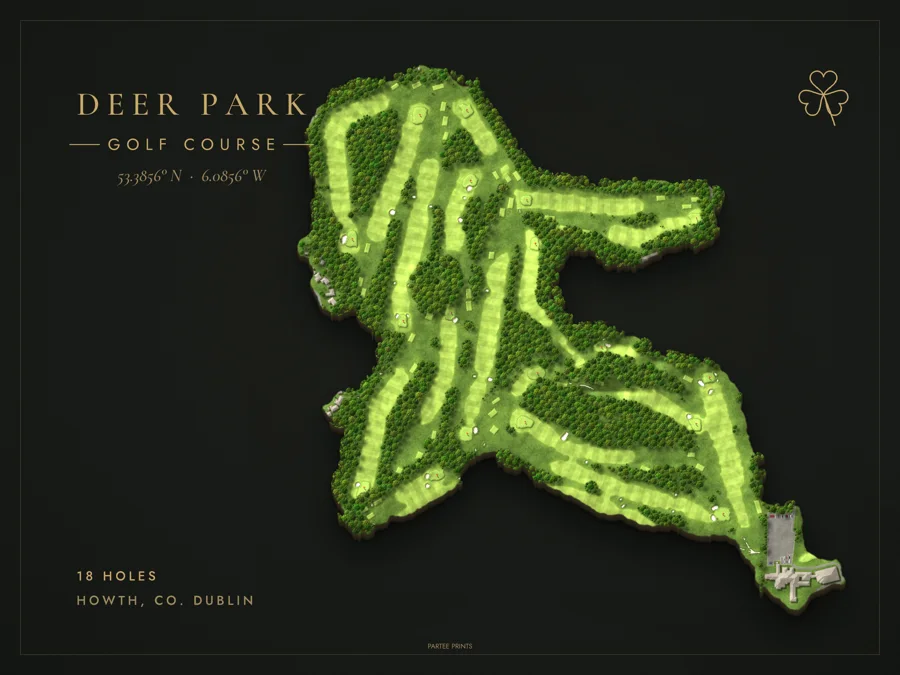 DEER PARK
GOLF COURSE
53.3856° N · 6.0856° W
18 HOLES
HOWTH, CO. DUBLIN
PARTEE PRINTS